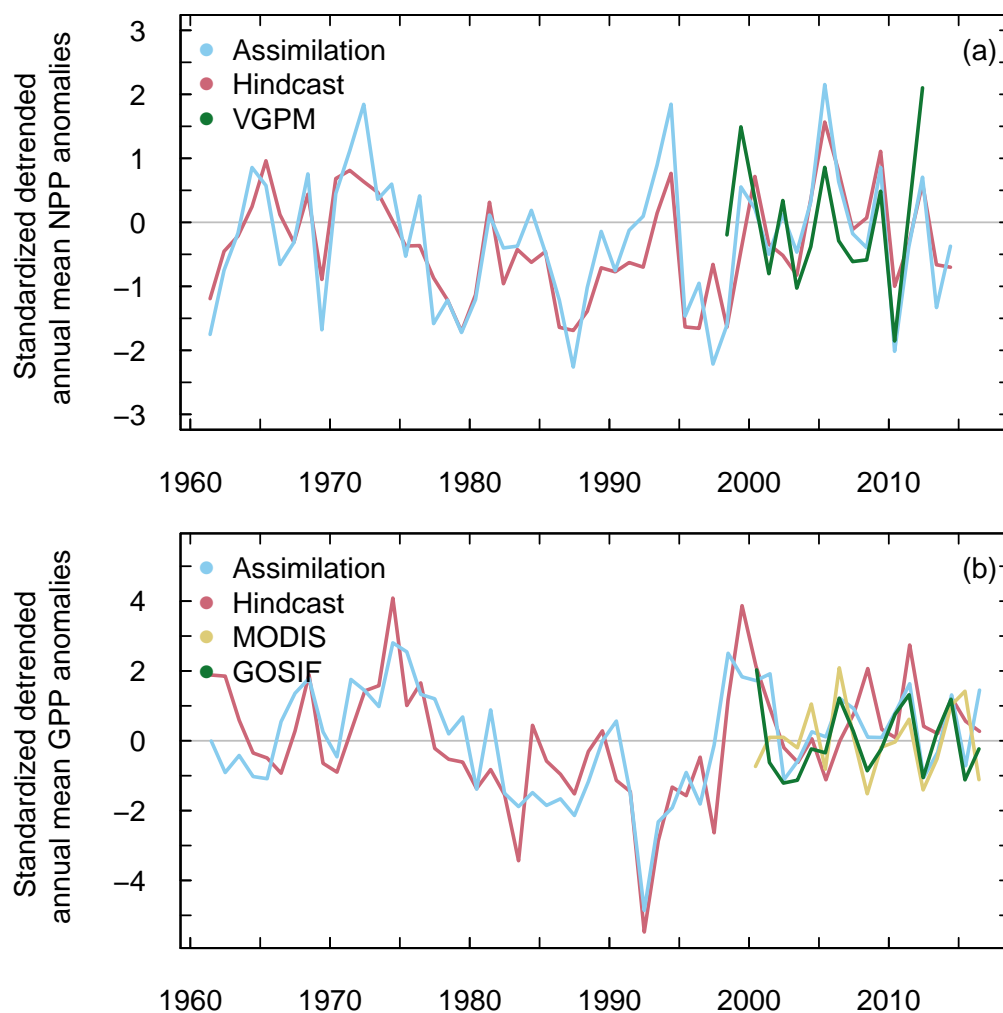 Standardized detrended
annual mean NPP anomalies
3
2
1
0
−1
−2
−3
Assimilation
Hindcast
VGPM
(a)
1960 1970 1980 1990 2000 2010
Standardized detrended
annual mean GPP anomalies
4
2
0
−2
−4
Assimilation
Hindcast
MODIS
GOSIF
(b)
1960 1970 1980 1990 2000 2010